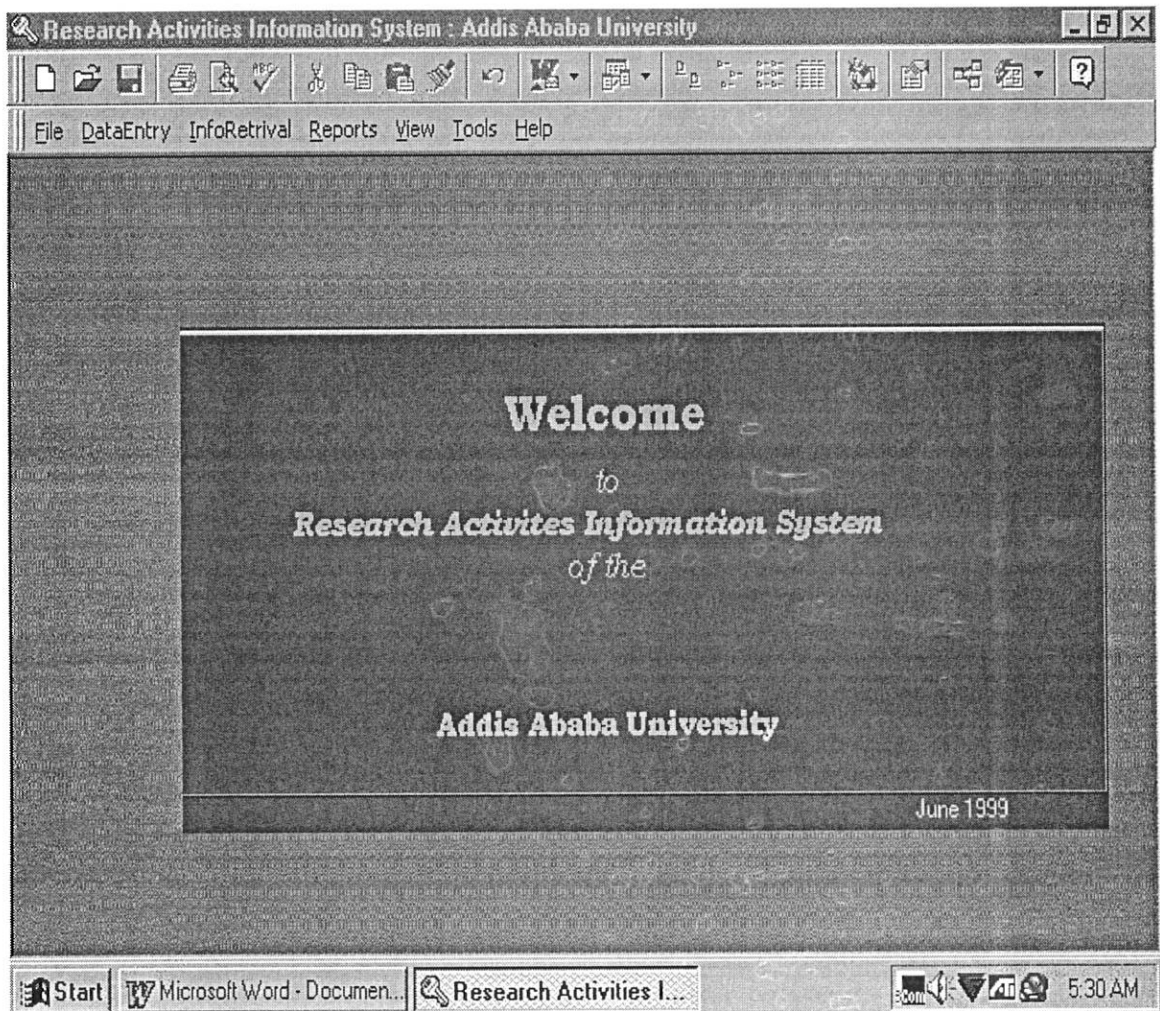 Research Activities Information System : Addis Ababa University
File DataEntry InfoRetrival Reports View Tools Help
Welcome
to
Research Activites Information System
of the
Addis Ababa University
June 1999
Start Microsoft Word - Documen... Research Activities I... 5:30 AM